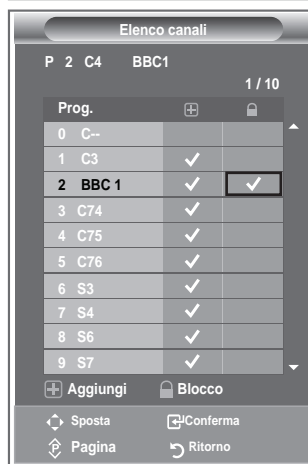 Elenco canali
P 2 C4 BBC1
1 / 10
Prog.
0 C--
1 C3
2 BBC 1
3 C74
4 C75
5 C76
6 S3
7 S4
8 S6
9 S7
Aggiungi Blocco
Sposta Conferma
Pagina Ritorno